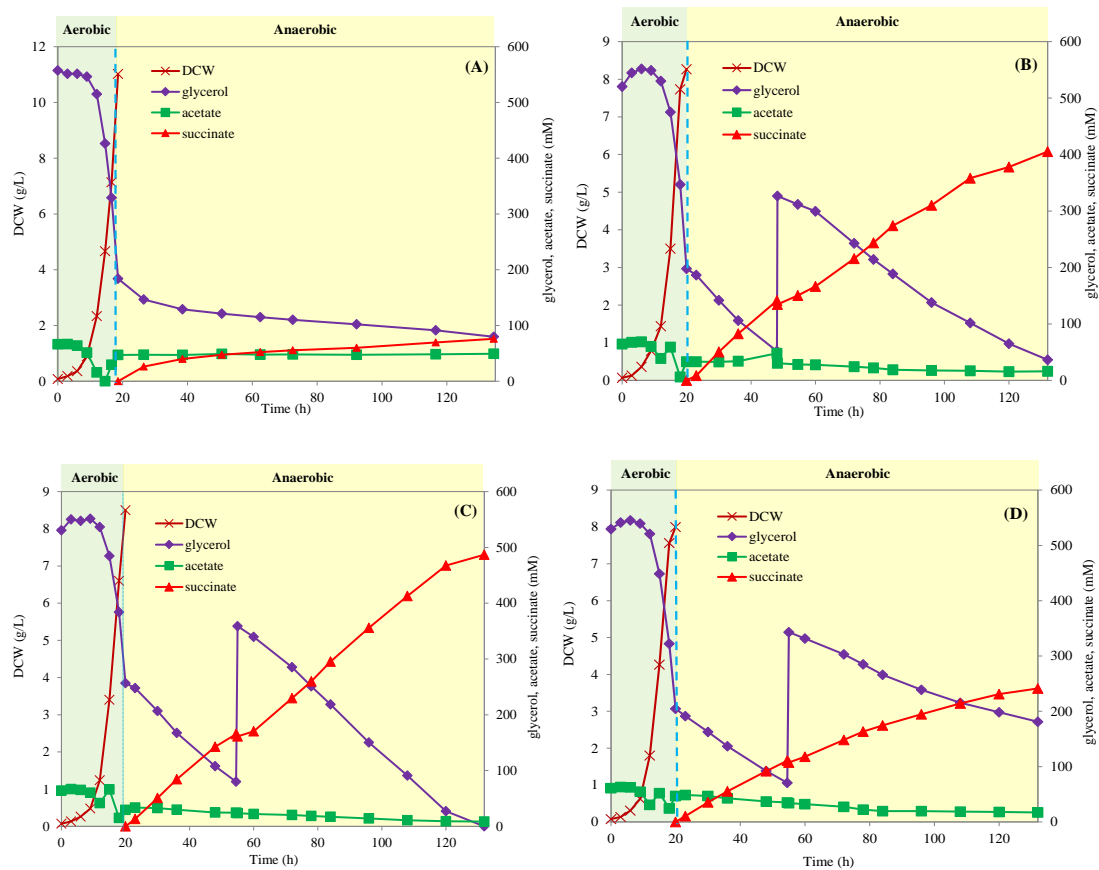 Aerobic Anaerobic
12 600
DCW (A)
glycerol
acetate
succinate
10 500
8 400
6 300
4 200
2 100
0 0
0 20 40 60 80 100 120
Time (h)
DCW (g/L)
glycerol, acetate, succinate (mM)
Aerobic Anaerobic
9 600
DCW (B)
glycerol
acetate
succinate
8 500
7
6 400
5 300
4
3 200
2
1 100
0 0
0 20 40 60 80 100 120
Time (h)
DCW (g/L)
glycerol, acetate, succinate (mM)
Aerobic Anaerobic
9 600
DCW (C)
glycerol
acetate
succinate
8 500
7
6 400
5 300
4
3 200
2
1 100
0 0
0 20 40 60 80 100 120
Time (h)
DCW (g/L)
glycerol, acetate, succinate (mM)
Aerobic Anaerobic
9 600
DCW (D)
glycerol
acetate
succinate
8 500
7
6 400
5 300
4
3 200
2
1 100
0 0
0 20 40 60 80 100 120
Time (h)
DCW (g/L)
glycerol, acetate, succinate (mM)